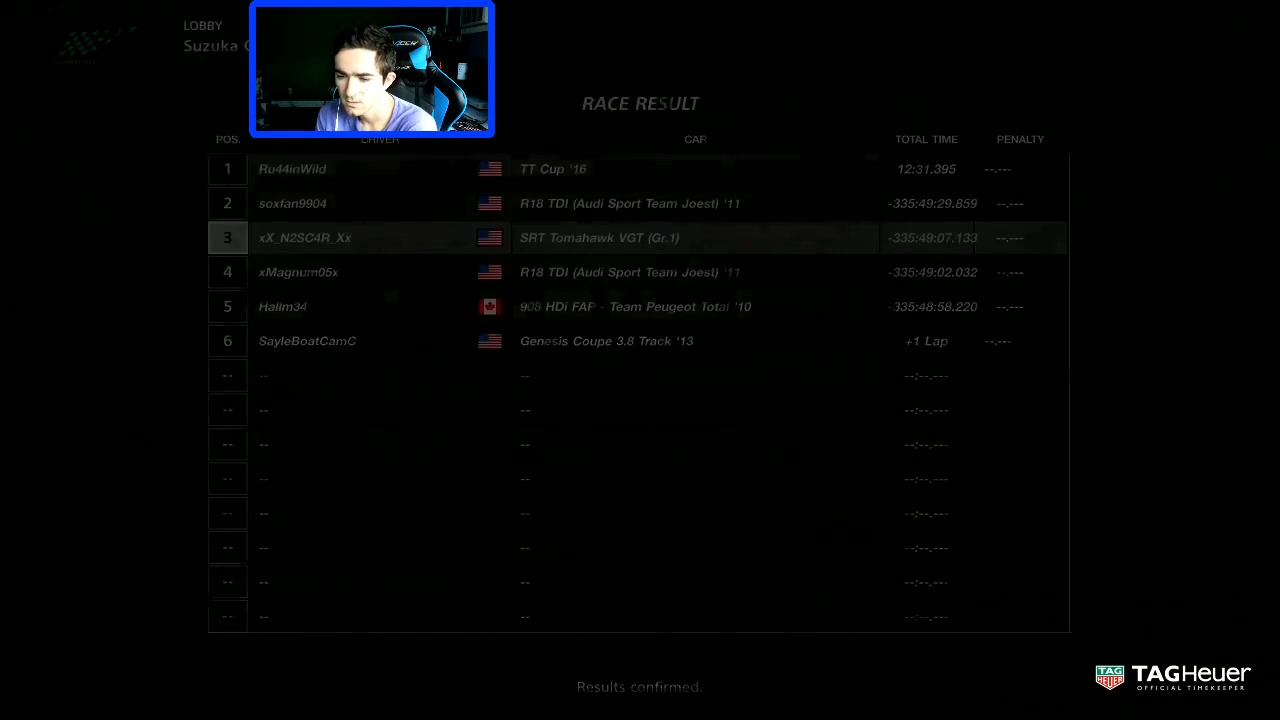 LOBBY
Suzuka
RACE RESULT
POS. DRIVER CAR TOTAL TIME PENALTY
1 Ru44inWild TT Cup '16 12:31.395 --.---
2 soxfan9904 R18 TDI (Audi Sport Team Joest) '11 -335:49:29.859 --.---
3 xX_N2SC4R_Xx SRT Tomahawk VGT (Gr.1) -335:49:07.133 --.---
4 xMagnum05x R18 TDI (Audi Sport Team Joest) '11 -335:49:02.032 --.---
5 Hallm34 908 HDi FAP - Team Peugeot Total '10 -335:48:58.220 --.---
6 SayleBoatCamC Genesis Coupe 3.8 Track '13 +1 Lap --.---
-- -- -- --:--.---
-- -- -- --:--.---
-- -- -- --:--.---
-- -- -- --:--.---
-- -- -- --:--.---
-- -- -- --:--.---
-- -- -- --:--.---
-- -- -- --:--.---
Results confirmed.
TAG HEUER TAGHeuer
OFFICIAL TIMEKEEPER